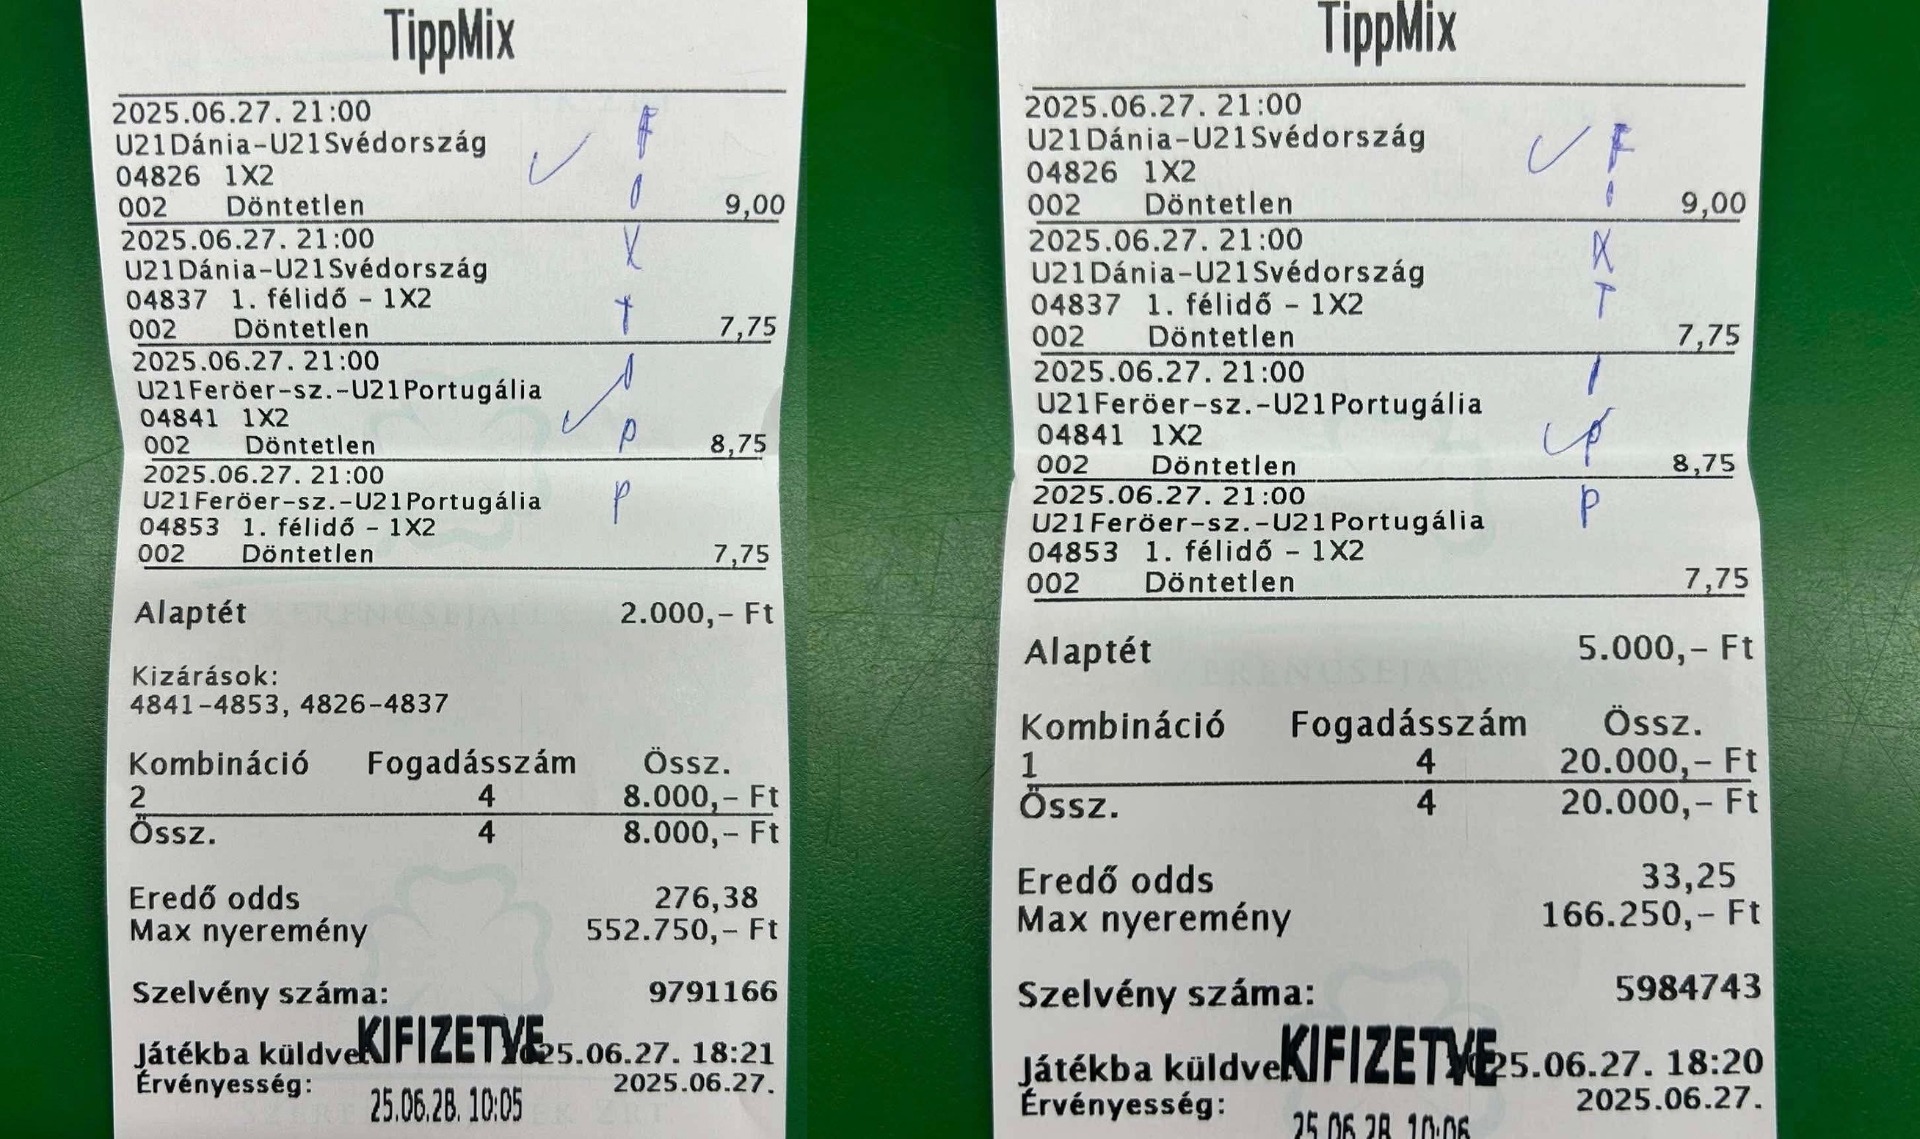 TippMix
2025.06.27. 21:00
U21Dánia-U21Svédország
04826 1X2
002 Döntetlen 9,00
2025.06.27. 21:00
U21Dánia-U21Svédország
04837 1. félidő - 1X2
002 Döntetlen 7,75
2025.06.27. 21:00
U21Feröer-sz.-U21Portugália
04841 1X2
002 Döntetlen 8,75
2025.06.27. 21:00
U21Feröer-sz.-U21Portugália
04853 1. félidő - 1X2
002 Döntetlen 7,75
Alaptét 2.000,- Ft
Kizárások:
4841-4853, 4826-4837
Kombináció Fogadásszám Össz.
2 4 8.000,- Ft
Össz. 4 8.000,- Ft
Eredő odds 276,38
Max nyeremény 552.750,- Ft
Szelvény száma: 9791166
KIFIZETVE
Játékba küldve 2025.06.27. 18:21
Érvényesség: 2025.06.27.
25.06.28. 10:05
F
I
X
T
I
P
P
TippMix
2025.06.27. 21:00
U21Dánia-U21Svédország
04826 1X2
002 Döntetlen 9,00
2025.06.27. 21:00
U21Dánia-U21Svédország
04837 1. félidő - 1X2
002 Döntetlen 7,75
2025.06.27. 21:00
U21Feröer-sz.-U21Portugália
04841 1X2
002 Döntetlen 8,75
2025.06.27. 21:00
U21Feröer-sz.-U21Portugália
04853 1. félidő - 1X2
002 Döntetlen 7,75
Alaptét 5.000,- Ft
Kombináció Fogadásszám Össz.
1 4 20.000,- Ft
Össz. 4 20.000,- Ft
Eredő odds 33,25
Max nyeremény 166.250,- Ft
Szelvény száma: 5984743
KIFIZETVE
Játékba küldve 2025.06.27. 18:20
Érvényesség: 2025.06.27.
25.06.28. 10:06
F
I
X
T
I
P
P